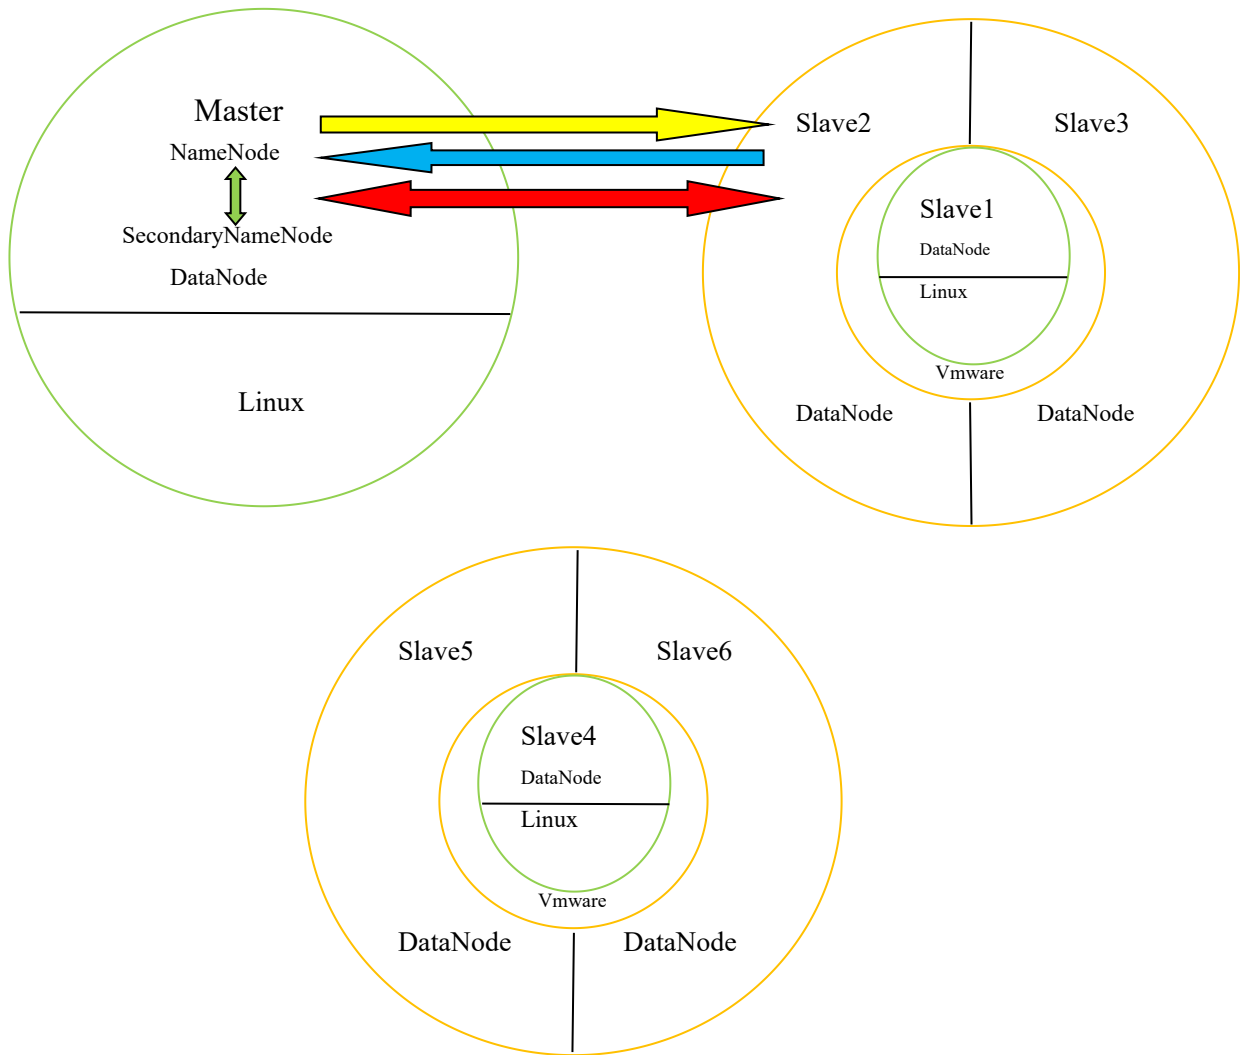 Master
NameNode
SecondaryNameNode
DataNode
Linux
Slave2
Slave3
Slave1
DataNode
Linux
Vmware
DataNode
DataNode
Slave5
Slave6
Slave4
DataNode
Linux
Vmware
DataNode
DataNode